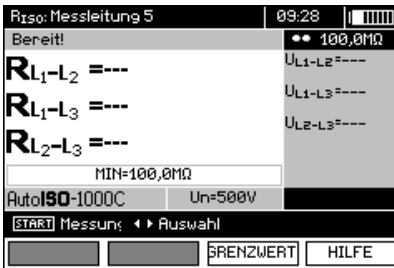 RISO: Messleitung 5 09:28
Bereit! 100,0MΩ
RL1-L2 =--- UL1-L2=---
RL1-L3 =--- UL1-L3=---
RL2-L3 =--- UL2-L3=---
MIN=100,0MΩ
AutoISO-1000C Un=500V
START Messung Auswahl
GRENZWERT HILFE